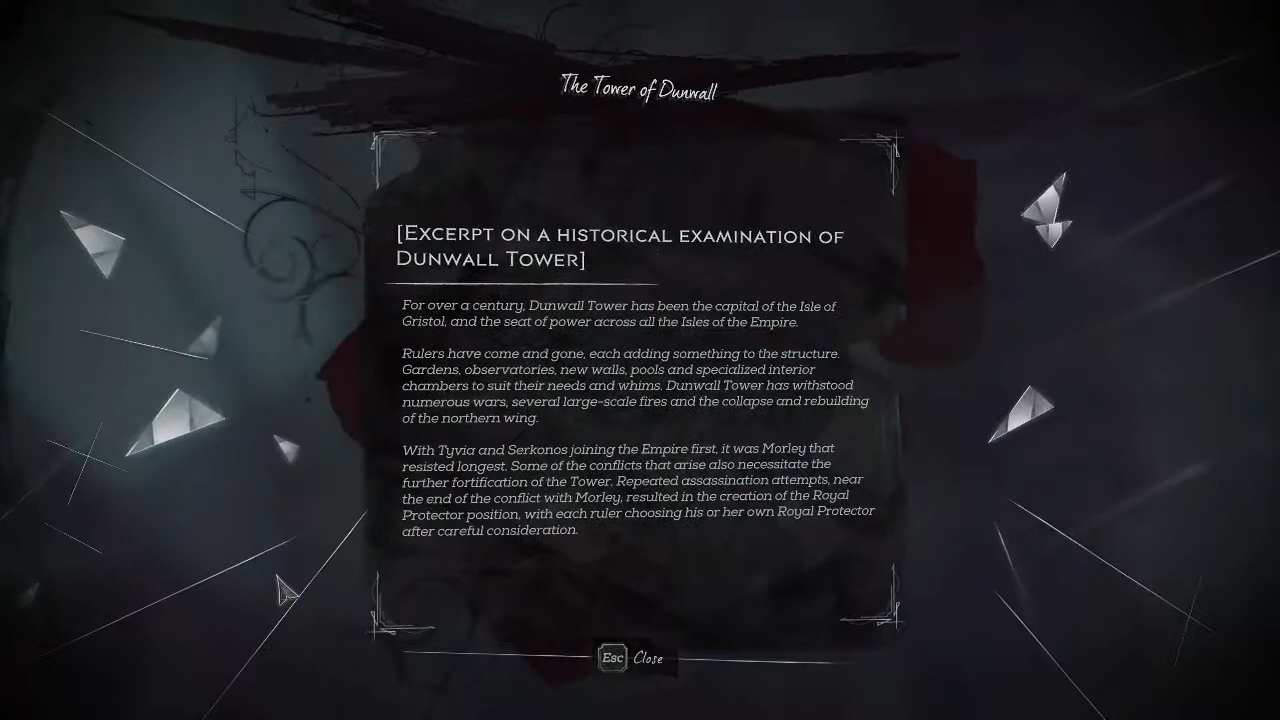 The Tower of Dunwall
[Excerpt on a historical examination of
Dunwall Tower]
For over a century, Dunwall Tower has been the capital of the Isle of
Gristol, and the seat of power across all the Isles of the Empire.
Rulers have come and gone, each adding something to the structure.
Gardens, observatories, new walls, pools and specialized interior
chambers to suit their needs and whims. Dunwall Tower has withstood
numerous wars, several large-scale fires and the collapse and rebuilding
of the northern wing.
With Tyvia and Serkonos joining the Empire first, it was Morley that
resisted longest. Some of the conflicts that arise also necessitate the
further fortification of the Tower. Repeated assassination attempts, near
the end of the conflict with Morley, resulted in the creation of the Royal
Protector position, with each ruler choosing his or her own Royal Protector
after careful consideration.
Esc Close